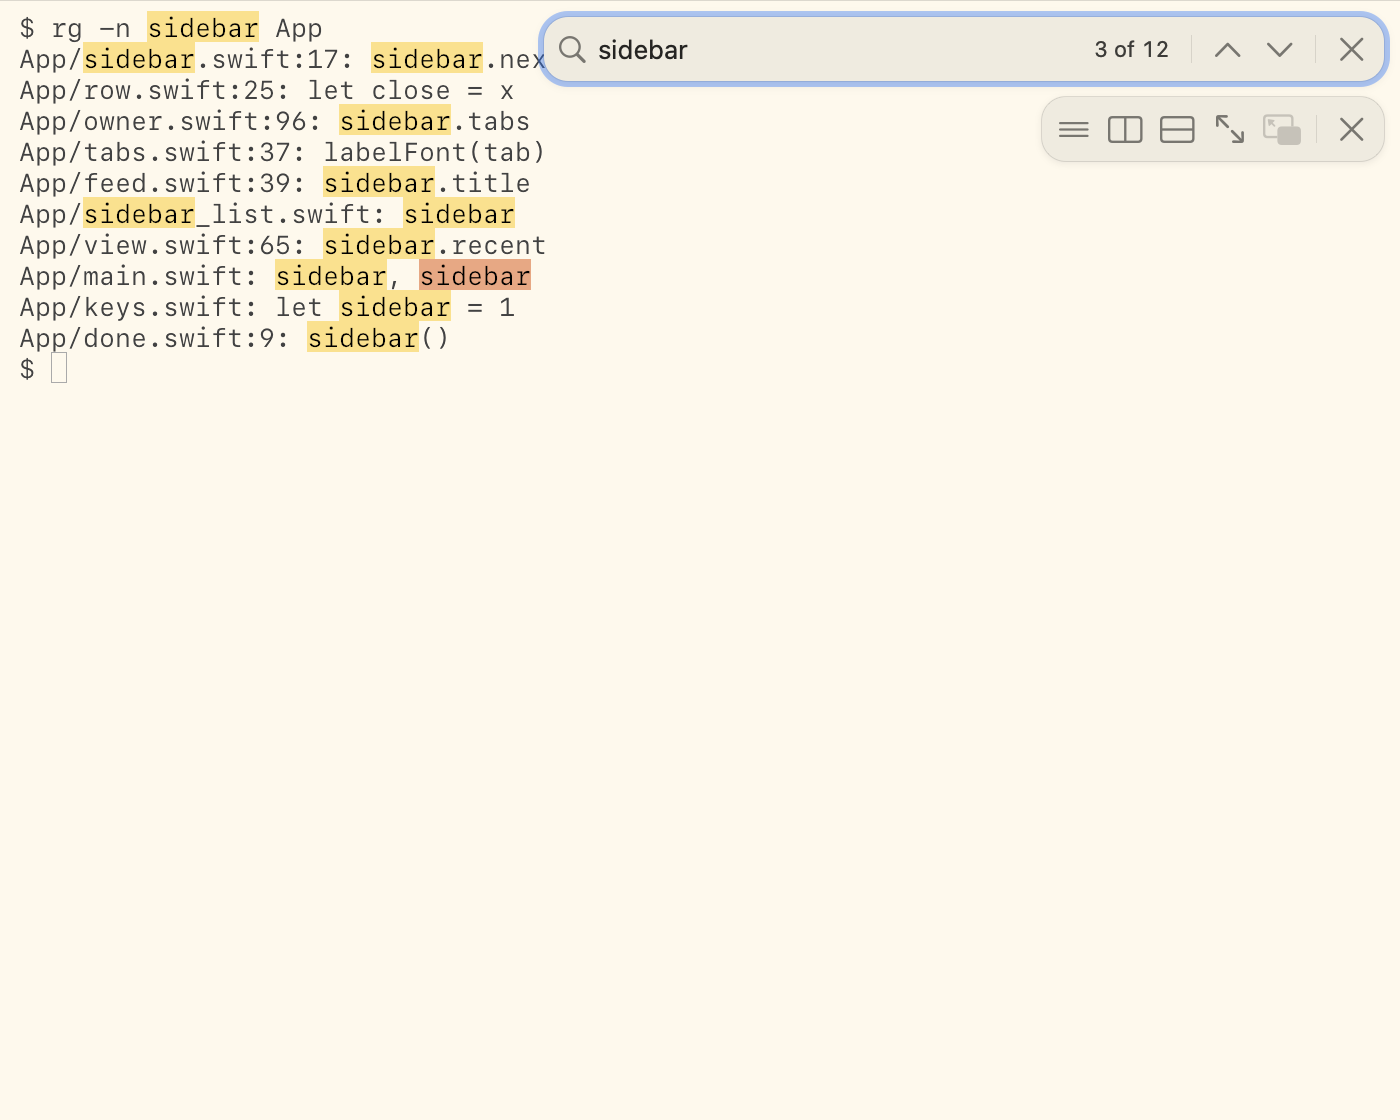 $ rg -n sidebar App
App/sidebar.swift:17: sidebar.nex
App/row.swift:25: let close = x
App/owner.swift:96: sidebar.tabs
App/tabs.swift:37: labelFont(tab)
App/feed.swift:39: sidebar.title
App/sidebar_list.swift: sidebar
App/view.swift:65: sidebar.recent
App/main.swift: sidebar, sidebar
App/keys.swift: let sidebar = 1
App/done.swift:9: sidebar()
$
sidebar
3 of 12